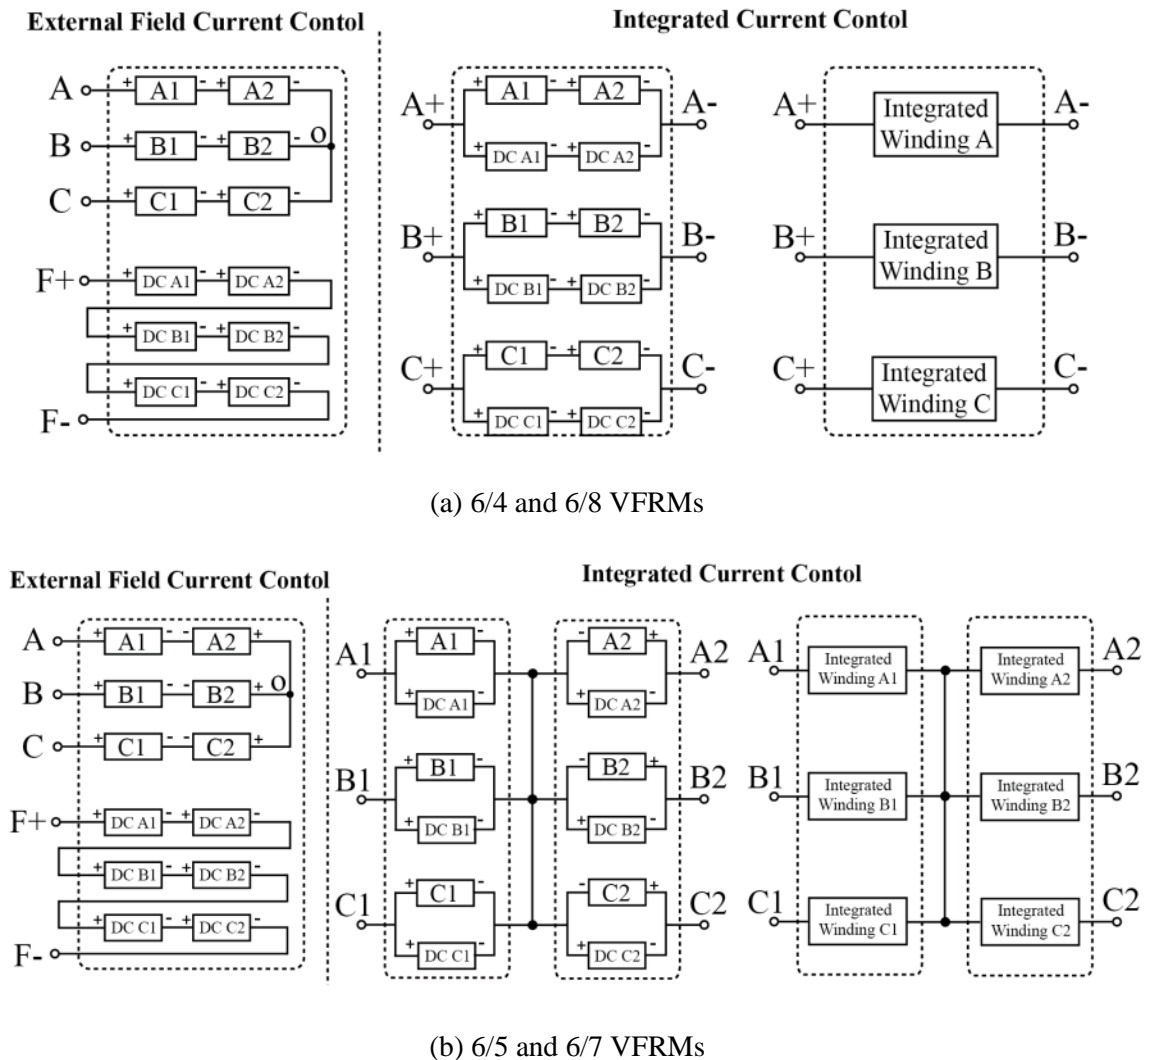 External Field Current Contol
Integrated Current Contol
A + A1 - + A2 -
B + B1 - + B2 - O
C + C1 - + C2 -
F+ + DC A1 - + DC A2 -
+ DC B1 - + DC B2 -
+ DC C1 - + DC C2 -
F-
A+ + A1 - + A2 - A-
+ DC A1 - + DC A2 -
B+ + B1 - + B2 - B-
+ DC B1 - + DC B2 -
C+ + C1 - + C2 - C-
+ DC C1 - + DC C2 -
A+ Integrated A-
Winding A
B+ Integrated B-
Winding B
C+ Integrated C-
Winding C
(a) 6/4 and 6/8 VFRMs
External Field Current Contol
Integrated Current Contol
A + A1 - - A2 +
B + B1 - - B2 + O
C + C1 - - C2 +
F+ + DC A1 - + DC A2 -
+ DC B1 - + DC B2 -
+ DC C1 - + DC C2 -
F-
A1 + A1 - - A2 + A2
+ DC A1 - + DC A2 -
B1 + B1 - - B2 + B2
+ DC B1 - + DC B2 -
C1 + C1 - - C2 + C2
+ DC C1 - + DC C2 -
A1 Integrated Integrated A2
Winding A1 Winding A2
B1 Integrated Integrated B2
Winding B1 Winding B2
C1 Integrated Integrated C2
Winding C1 Winding C2
(b) 6/5 and 6/7 VFRMs